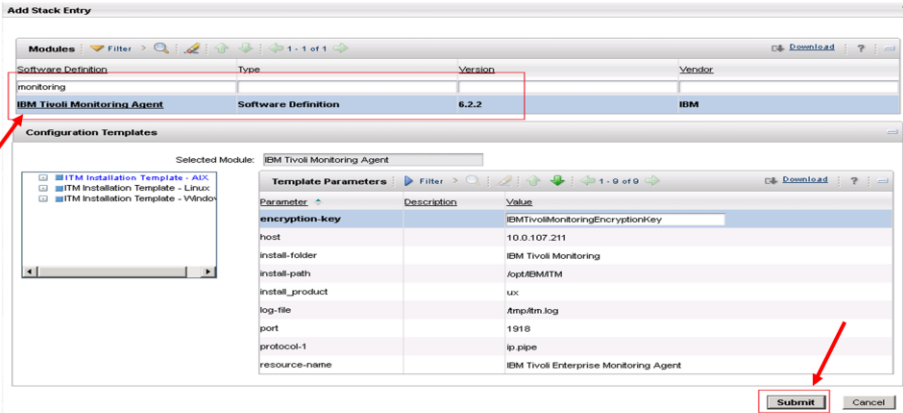 Add Stack Entry
Modules Filter 1 - 1 of 1 Download ?
Software Definition Type Version Vendor
monitoring
IBM Tivoli Monitoring Agent Software Definition 6.2.2 IBM
Configuration Templates
Selected Module: IBM Tivoli Monitoring Agent
ITM Installation Template - AIX
ITM Installation Template - Linux
ITM Installation Template - Window
Template Parameters Filter 1 - 9 of 9 Download ?
Parameter Description Value
encryption-key IBMTivoliMonitoringEncryptionKey
host 10.0.107.211
install-folder IBM Tivoli Monitoring
install-path /opt/IBM/ITM
install_product ux
log-file /tmp/itm.log
port 1918
protocol-1 ip.pipe
resource-name IBM Tivoli Enterprise Monitoring Agent
Submit Cancel